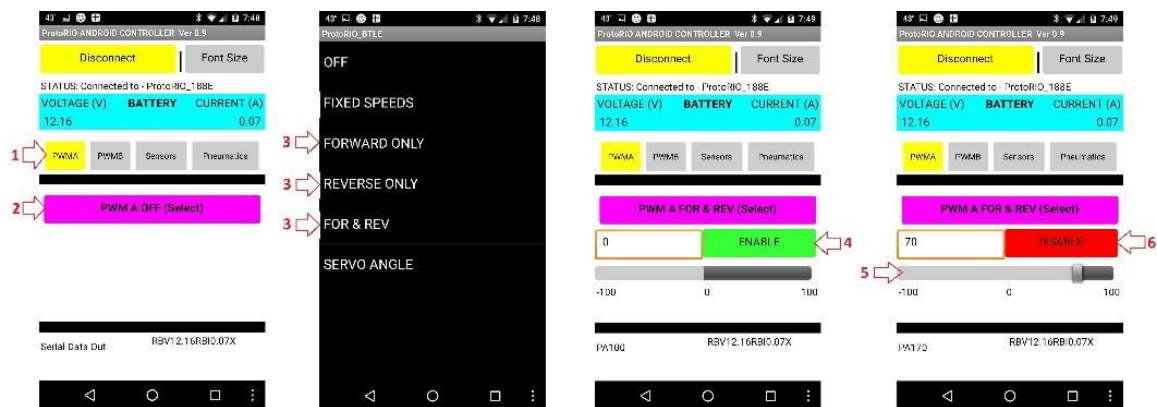 43° 7:48
ProtoRIO ANDROID CONTROLLER Ver 0.9
Disconnect Font Size
STATUS: Connected to - ProtoRIO_188E
VOLTAGE (V) BATTERY CURRENT (A)
12.16 0.07
1 PWMA PWMB Sensors Pneumatics
2 PWM A OFF (Select)
Serial Data Out RBV12.16RBI0.07X
43° 7:48
ProtoRIO_BTLE
OFF
FIXED SPEEDS
3 FORWARD ONLY
3 REVERSE ONLY
3 FOR & REV
SERVO ANGLE
43° 7:49
ProtoRIO ANDROID CONTROLLER Ver 0.9
Disconnect Font Size
STATUS: Connected to - ProtoRIO_188E
VOLTAGE (V) BATTERY CURRENT (A)
12.16 0.07
PWMA PWMB Sensors Pneumatics
PWM A FOR & REV (Select)
0 ENABLE 4
-100 0 100
PA100 RBV12.16RBI0.07X
43° 7:49
ProtoRIO ANDROID CONTROLLER Ver 0.9
Disconnect Font Size
STATUS: Connected to - ProtoRIO_188E
VOLTAGE (V) BATTERY CURRENT (A)
12.16 0.07
PWMA PWMB Sensors Pneumatics
PWM A FOR & REV (Select)
70 DISABLE 6
5
-100 0 100
PA170 RBV12.16RBI0.07X